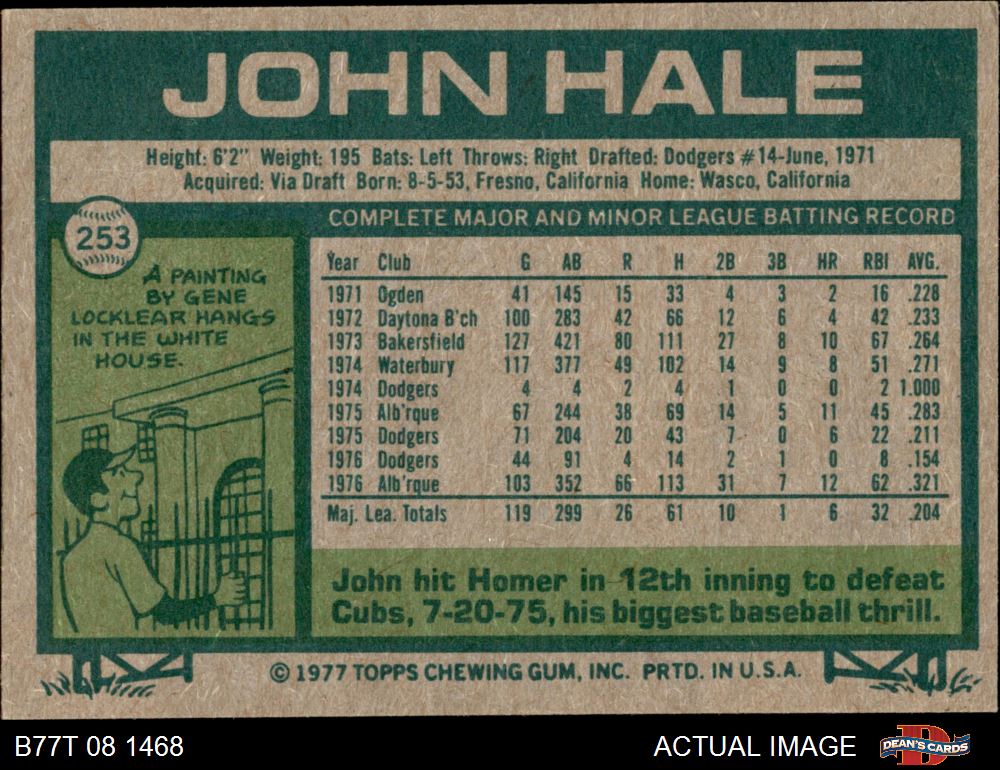 JOHN HALE
Height: 6'2" Weight: 195 Bats: Left Throws: Right Drafted: Dodgers #14-June, 1971
Acquired: Via Draft Born: 8-5-53, Fresno, California Home: Wasco, California
253
COMPLETE MAJOR AND MINOR LEAGUE BATTING RECORD
A PAINTING
BY GENE
LOCKLEAR HANGS
IN THE WHITE
HOUSE.
Year Club G AB R H 2B 3B HR RBI AVG.
1971 Ogden 41 145 15 33 4 3 2 16 .228
1972 Daytona B'ch 100 283 42 66 12 6 4 42 .233
1973 Bakersfield 127 421 80 111 27 8 10 67 .264
1974 Waterbury 117 377 49 102 14 9 8 51 .271
1974 Dodgers 4 4 2 4 1 0 0 2 1.000
1975 Alb'rque 67 244 38 69 14 5 11 45 .283
1975 Dodgers 71 204 20 43 7 0 6 22 .211
1976 Dodgers 44 91 4 14 2 1 0 8 .154
1976 Alb'rque 103 352 66 113 31 7 12 62 .321
Maj. Lea. Totals 119 299 26 61 10 1 6 32 .204
John hit Homer in 12th inning to defeat
Cubs, 7-20-75, his biggest baseball thrill.
© 1977 TOPPS CHEWING GUM, INC. PRTD. IN U.S.A.
B77T 08 1468 ACTUAL IMAGE
D
DEAN'S CARDS